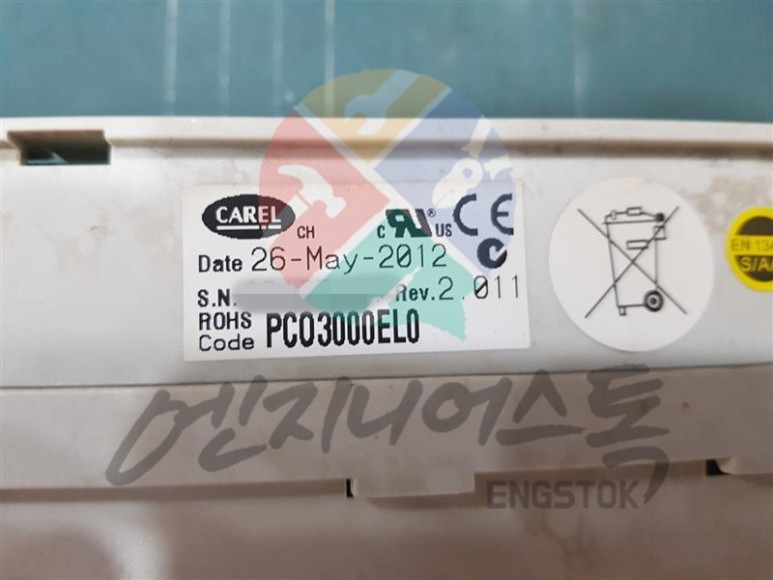 CAREL
CH
c RU® US CE
Date 26-May-2012
S.N. Rev.2.011
ROHS
Code PCO3000EL0
EN 134
S/A/
엔지니어스톡
ENGSTOK